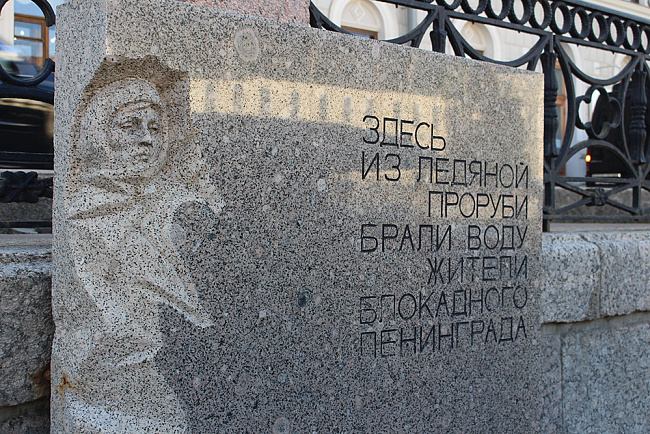 ЗДЕСЬ
ИЗ ЛЕДЯНОЙ
ПРОРУБИ
БРАЛИ ВОДУ
ЖИТЕЛИ
БЛОКАДНОГО
ЛЕНИНГРАДА